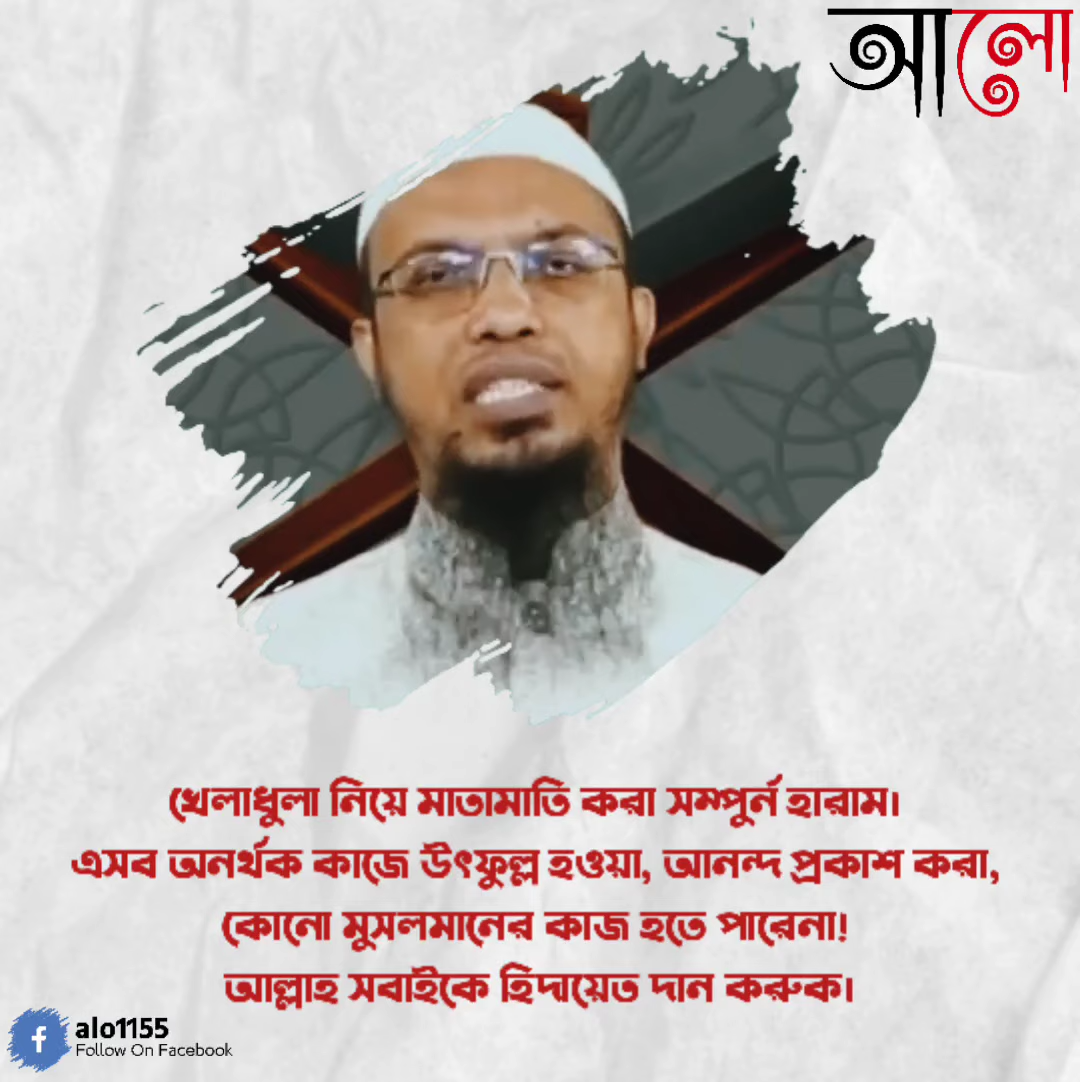 আলো
খেলাধুলা নিয়ে মাতামাতি করা সম্পুর্ন হারাম।
এসব অনর্থক কাজে উৎফুল্ল হওয়া, আনন্দ প্রকাশ করা,
কোনো মুসলমানের কাজ হতে পারেনা!
আল্লাহ সবাইকে হিদায়েত দান করুক।
f
alo1155
Follow On Facebook